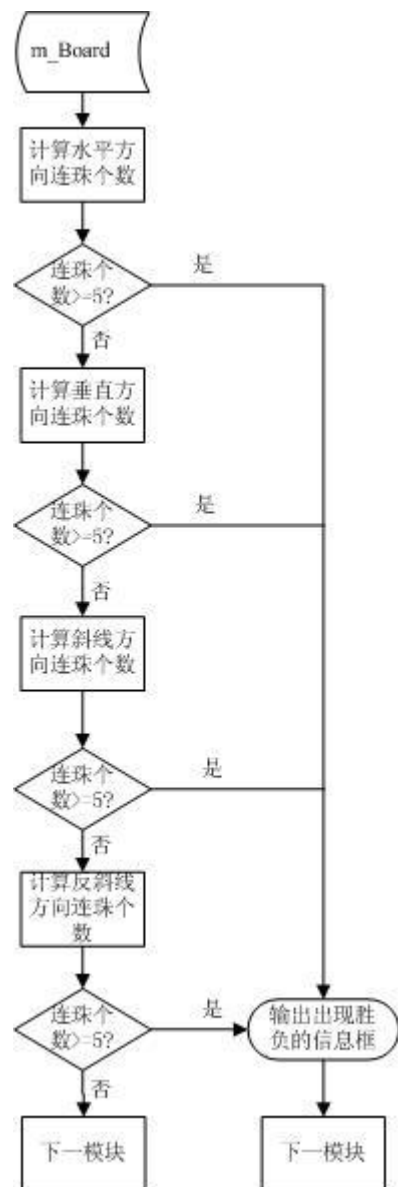 m_Board
计算水平方
向连珠个数
连珠个
数>=5?
是
否
计算垂直方
向连珠个数
连珠个
数>=5?
是
否
计算斜线方
向连珠个数
连珠个
数>=5?
是
否
计算反斜线
方向连珠个
数
连珠个
数>=5?
是
输出出现胜
负的信息框
否
下一模块
下一模块